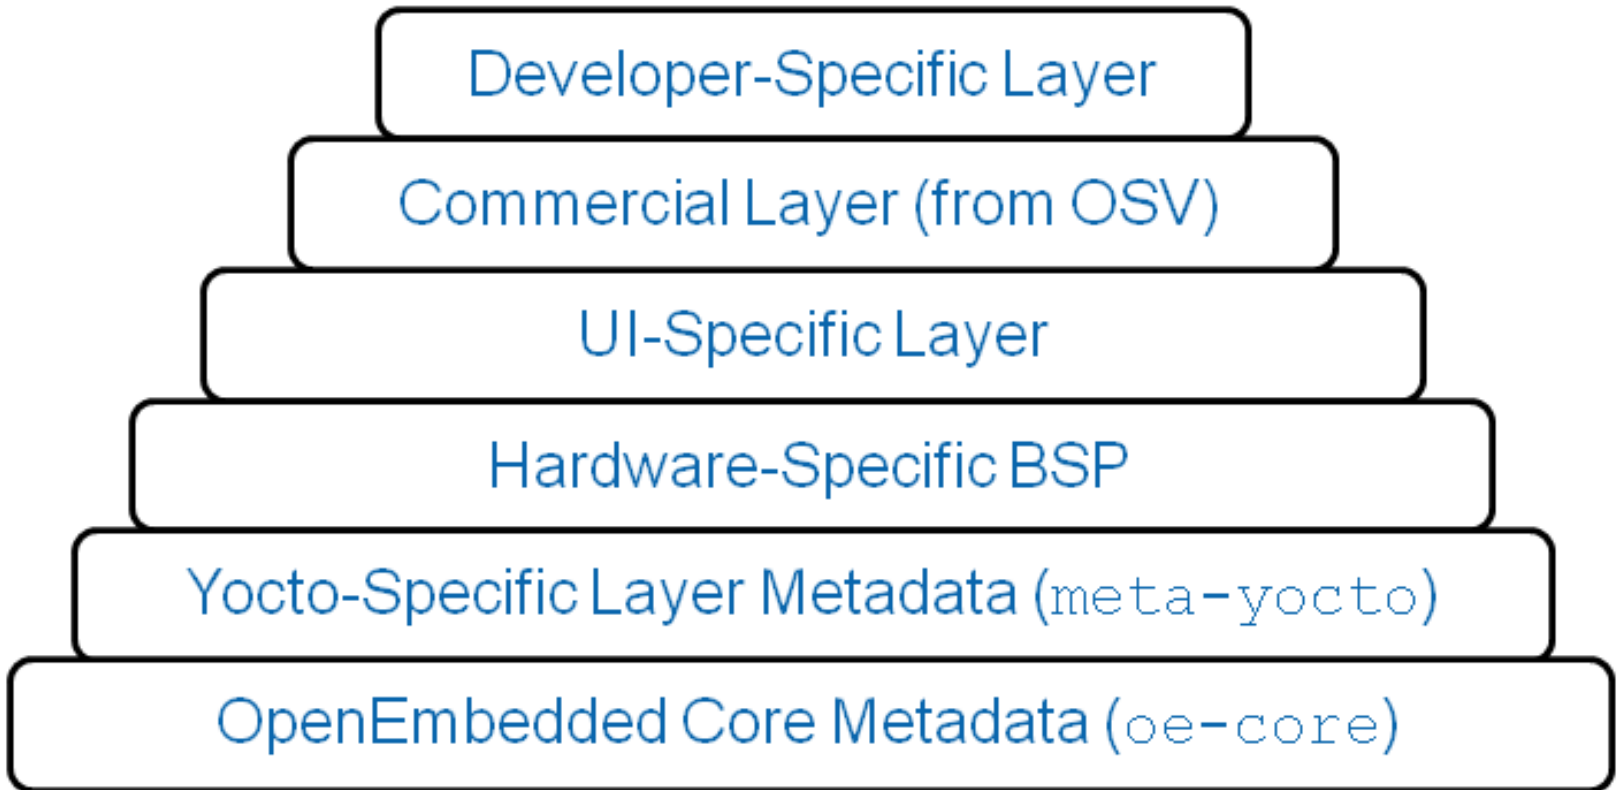 Developer-Specific Layer
Commercial Layer (from OSV)
UI-Specific Layer
Hardware-Specific BSP
Yocto-Specific Layer Metadata (meta-yocto)
OpenEmbedded Core Metadata (oe-core)